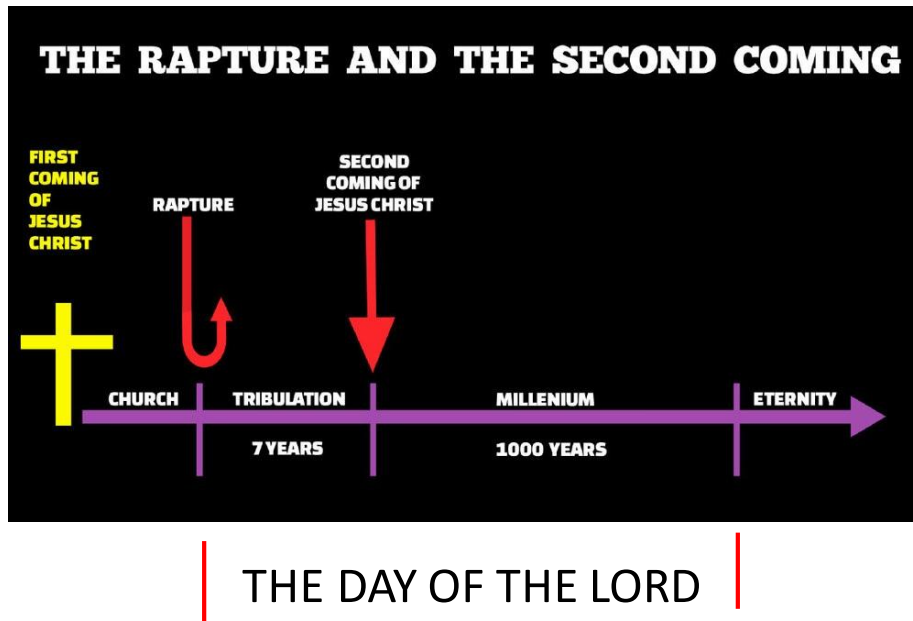 THE RAPTURE AND THE SECOND COMING
FIRST
COMING
OF
JESUS
CHRIST
RAPTURE
SECOND
COMING OF
JESUS CHRIST
CHURCH
TRIBULATION
MILLENIUM
ETERNITY
7 YEARS
1000 YEARS
THE DAY OF THE LORD